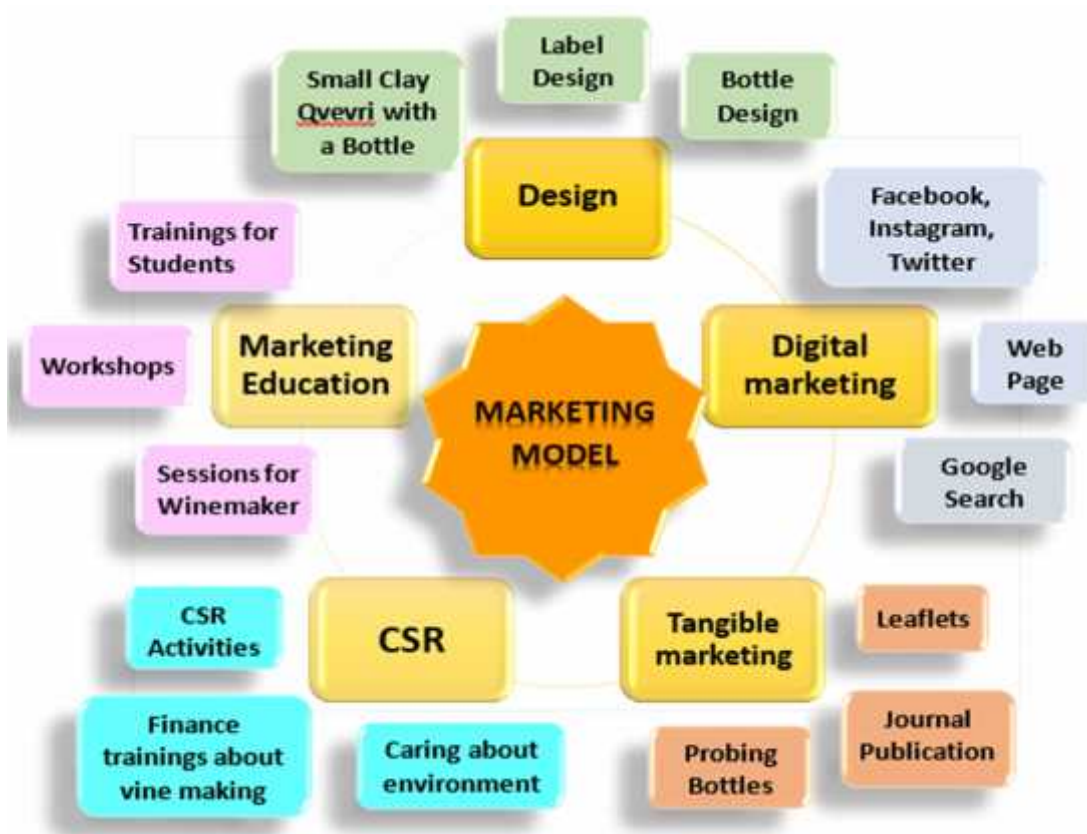 Label
Design
Small Clay
Qvevri with
a Bottle
Bottle
Design
Design
Facebook,
Instagram,
Twitter
Trainings for
Students
Marketing
Education
Digital
marketing
Workshops
Web
Page
MARKETING
MODEL
Sessions for
Winemaker
Google
Search
CSR
Activities
CSR
Tangible
marketing
Leaflets
Finance
trainings about
vine making
Caring about
environment
Probing
Bottles
Journal
Publication